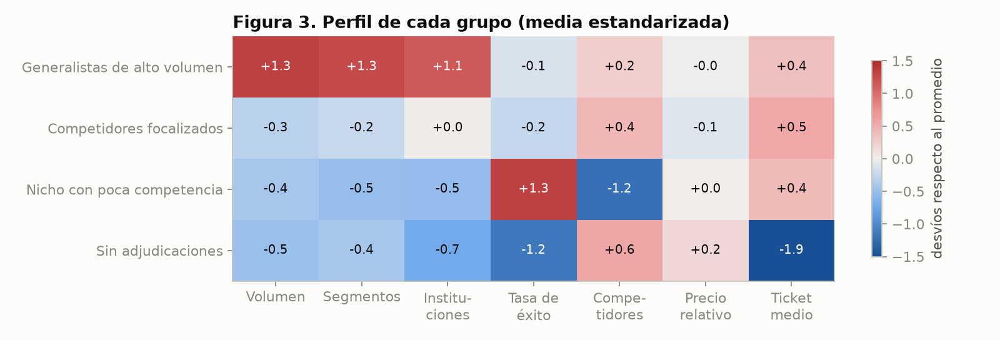 Figura 3. Perfil de cada grupo (media estandarizada)
Generalistas de alto volumen
+1.3 +1.3 +1.1 -0.1 +0.2 -0.0 +0.4
Competidores focalizados
-0.3 -0.2 +0.0 -0.2 +0.4 -0.1 +0.5
Nicho con poca competencia
-0.4 -0.5 -0.5 +1.3 -1.2 +0.0 +0.4
Sin adjudicaciones
-0.5 -0.4 -0.7 -1.2 +0.6 +0.2 -1.9
Volumen
Segmentos
Institu-
ciones
Tasa de
éxito
Compe-
tidores
Precio
relativo
Ticket
medio
1.5
1.0
0.5
0.0
−0.5
−1.0
−1.5
desvíos respecto al promedio